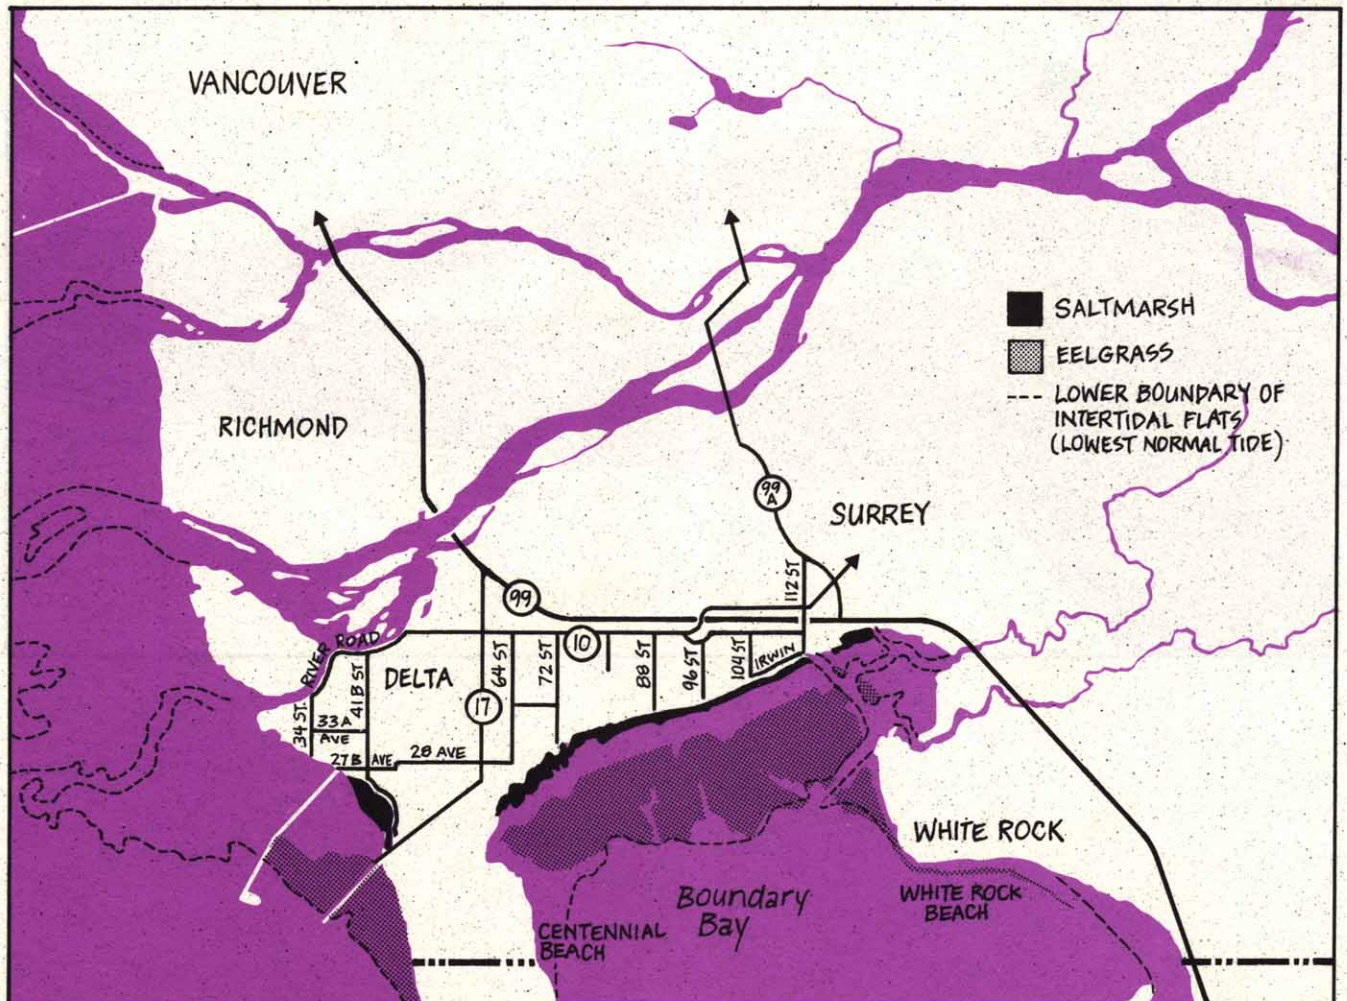 VANCOUVER
SALTMARSH
EELGRASS
LOWER BOUNDARY OF
INTERTIDAL FLATS
(LOWEST NORMAL TIDE)
RICHMOND
99
A
SURREY
112 ST
99
10
RIVER ROAD
DELTA
41B ST
64 ST
72 ST
88 ST
96 ST
104 ST
IRWIN
17
34 ST.
33A
AVE
27B AVE
28 AVE
WHITE ROCK
Boundary
Bay
WHITE ROCK
BEACH
CENTENNIAL
BEACH